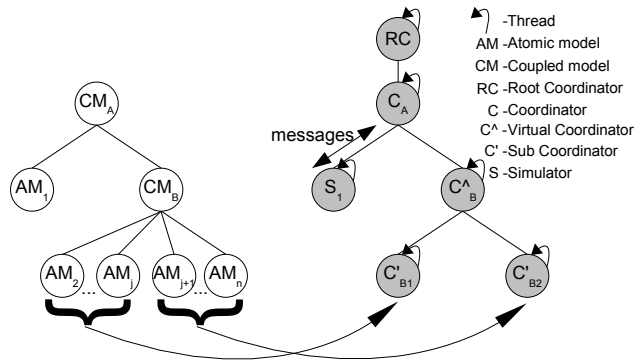 RC
-Thread
AM -Atomic model
CM -Coupled model
RC -Root Coordinator
C -Coordinator
C^ -Virtual Coordinator
C' -Sub Coordinator
S -Simulator
CM_A
C_A
messages
AM_1
CM_B
S_1
C^_B
AM_2
...
AM_j
AM_j+1
...
AM_n
C'_B1
C'_B2